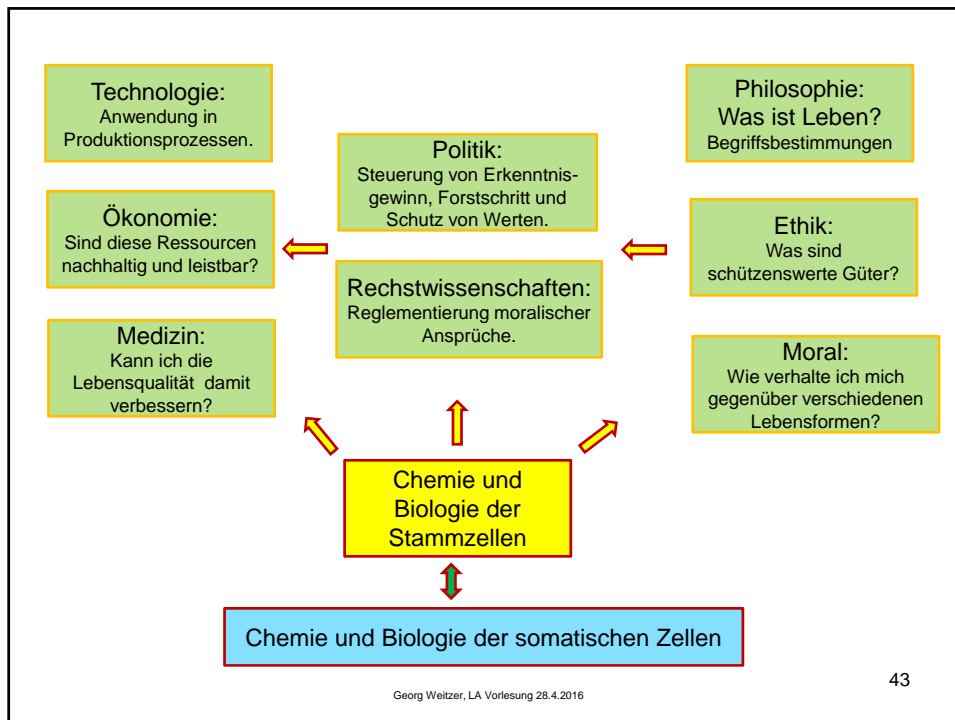 Technologie:
Anwendung in
Produktionsprozessen.
Ökonomie:
Sind diese Ressourcen
nachhaltig und leistbar?
Medizin:
Kann ich die
Lebensqualität damit
verbessern?
Politik:
Steuerung von Erkenntnis-
gewinn, Forstschritt und
Schutz von Werten.
Rechstwissenschaften:
Reglementierung moralischer
Ansprüche.
Philosophie:
Was ist Leben?
Begriffsbestimmungen
Ethik:
Was sind
schützenswerte Güter?
Moral:
Wie verhalte ich mich
gegenüber verschiedenen
Lebensformen?
Chemie und
Biologie der
Stammzellen
Chemie und Biologie der somatischen Zellen
Georg Weitzer, LA Vorlesung 28.4.2016
43